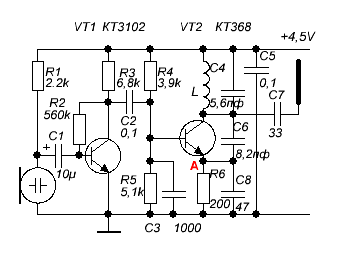 VT1 КТ3102 VT2 КТ368
+4,5V
R1
2.2k
R3
6,8k
R4
3,9k
C4
C5
L
5,6пф
0,1
C7
33
R2
560k
C2
0,1
C1
+
10µ
C6
8,2пф
A
R5
5,1k
R6
200
C8
47
C3 1000